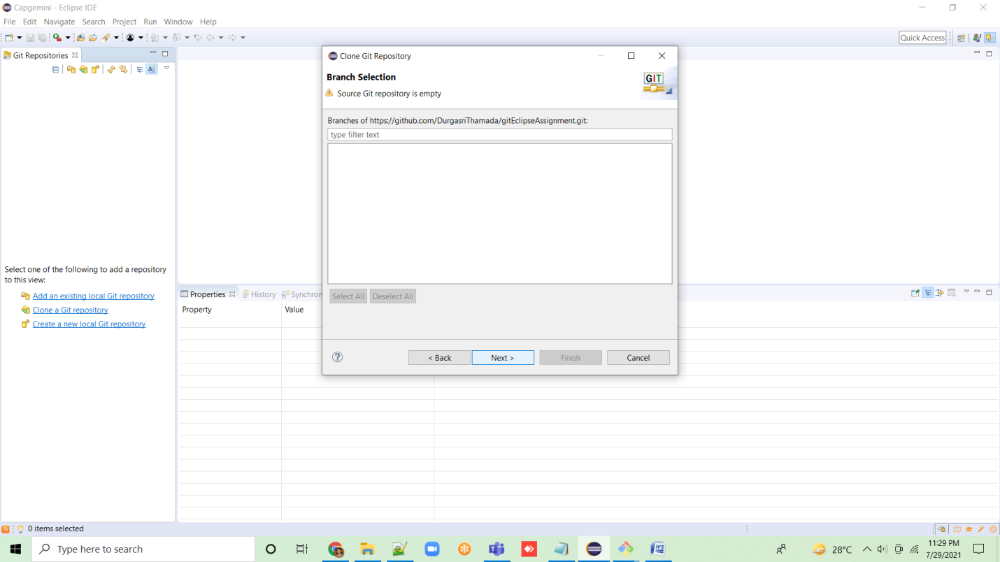 Capgemini - Eclipse IDE
File Edit Navigate Search Project Run Window Help
Quick Access
Git Repositories
Clone Git Repository
Branch Selection
GIT
Source Git repository is empty
Branches of https://github.com/DurgasriThamada/gitEclipseAssignment.git:
type filter text
Select one of the following to add a repository
to this view:
Add an existing local Git repository
Clone a Git repository
Create a new local Git repository
Properties History Synchron
Property Value
Select All Deselect All
? < Back Next > Finish Cancel
0 items selected
Type here to search
28°C
11:29 PM
7/29/2021